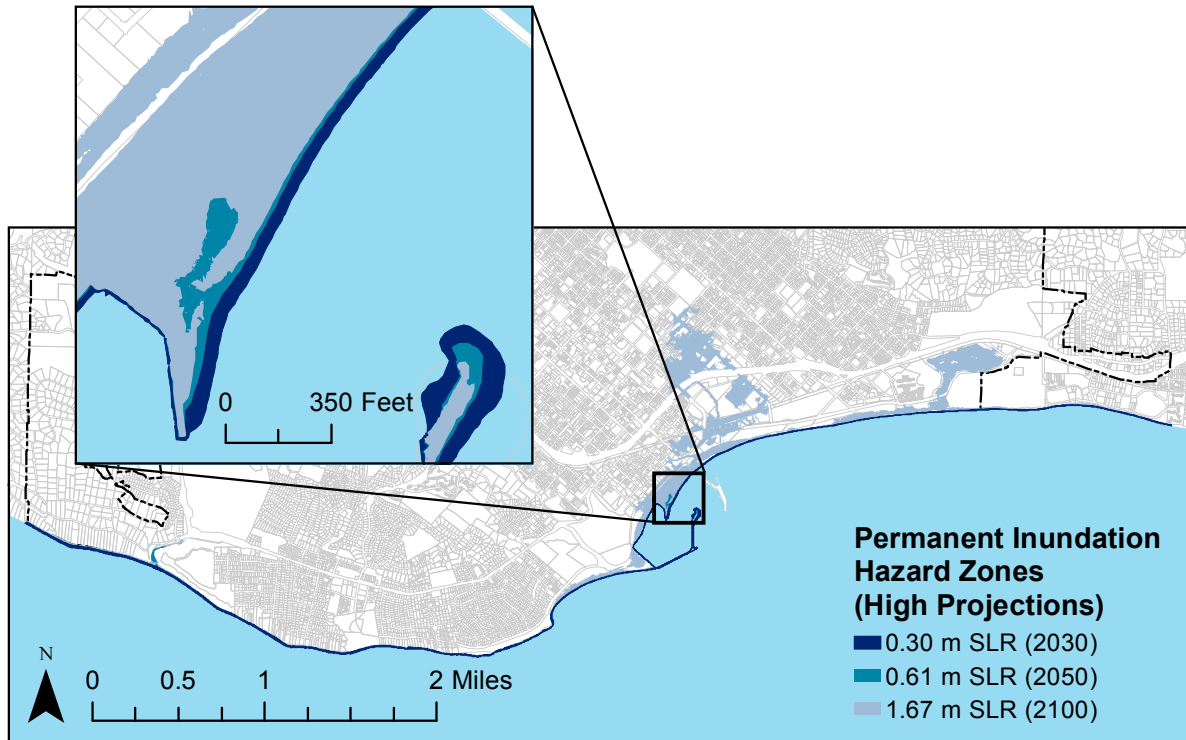 0 350 Feet
Permanent Inundation
Hazard Zones
(High Projections)
0.30 m SLR (2030)
0.61 m SLR (2050)
1.67 m SLR (2100)
N
0 0.5 1 2 Miles